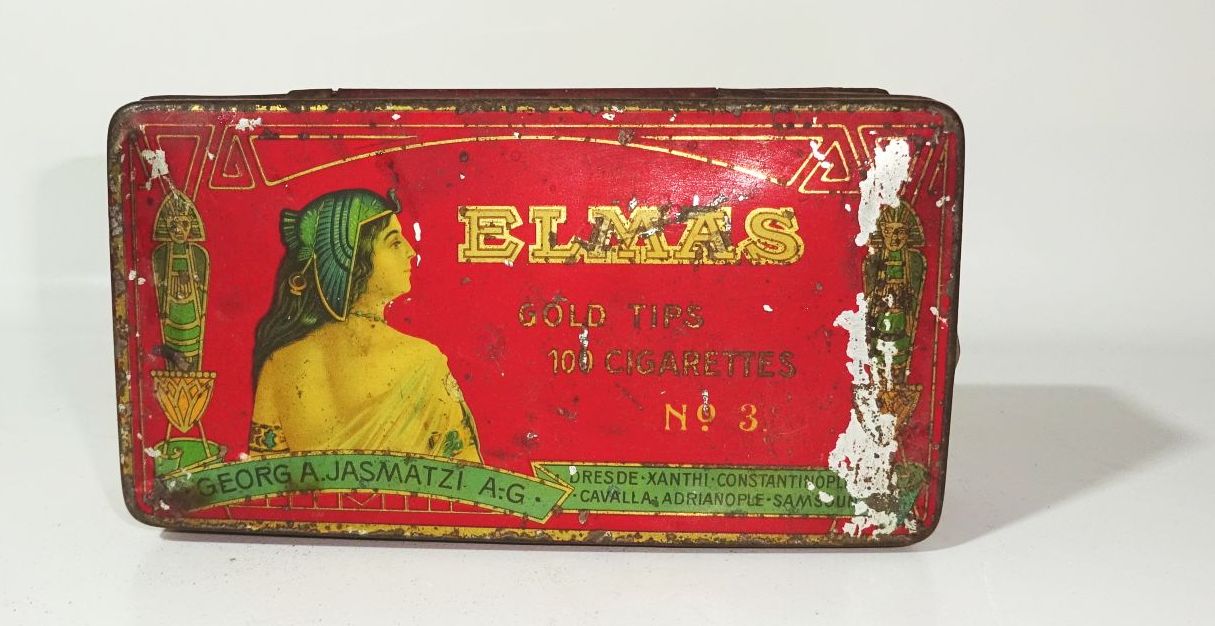 ELMAS
GOLD TIPS
100 CIGARETTES
Nº 3.
GEORG A. JASMATZI A.-G.
DRESDE·XANTHI·CONSTANTINOPLE
·CAVALLA·ADRIANOPLE·SAMSOUN